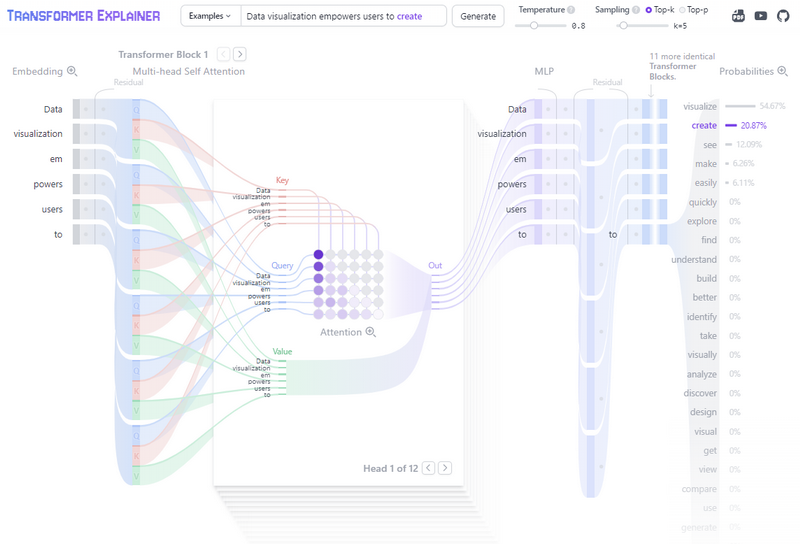 TRANSFORMER EXPLAINER
Examples
Data visualization empowers users to create
Generate
Temperature ?
0.8
Sampling ? Top-k Top-p
k=5
PDF
Transformer Block 1 < >
11 more identical
Transformer
Blocks.
Embedding
Residual
Multi-head Self Attention
MLP
Residual
Probabilities
Data
visualization
em
powers
users
to
Q
K
V
Q
K
V
Q
K
V
Q
K
V
Q
K
V
Q
K
V
Key
Data
visualization
em
powers
users
to
Query
Data
visualization
em
powers
users
to
Attention
Value
Data
visualization
em
powers
users
to
Out
Head 1 of 12 < >
Data
visualization
em
powers
users
to
to
visualize 54.67%
create 20.87%
see 12.09%
make 6.26%
easily 6.11%
quickly 0%
explore 0%
find 0%
understand 0%
build 0%
better 0%
identify 0%
take 0%
visually 0%
analyze 0%
discover 0%
design 0%
visual 0%
get 0%
view 0%
compare 0%
use 0%
generate 0%